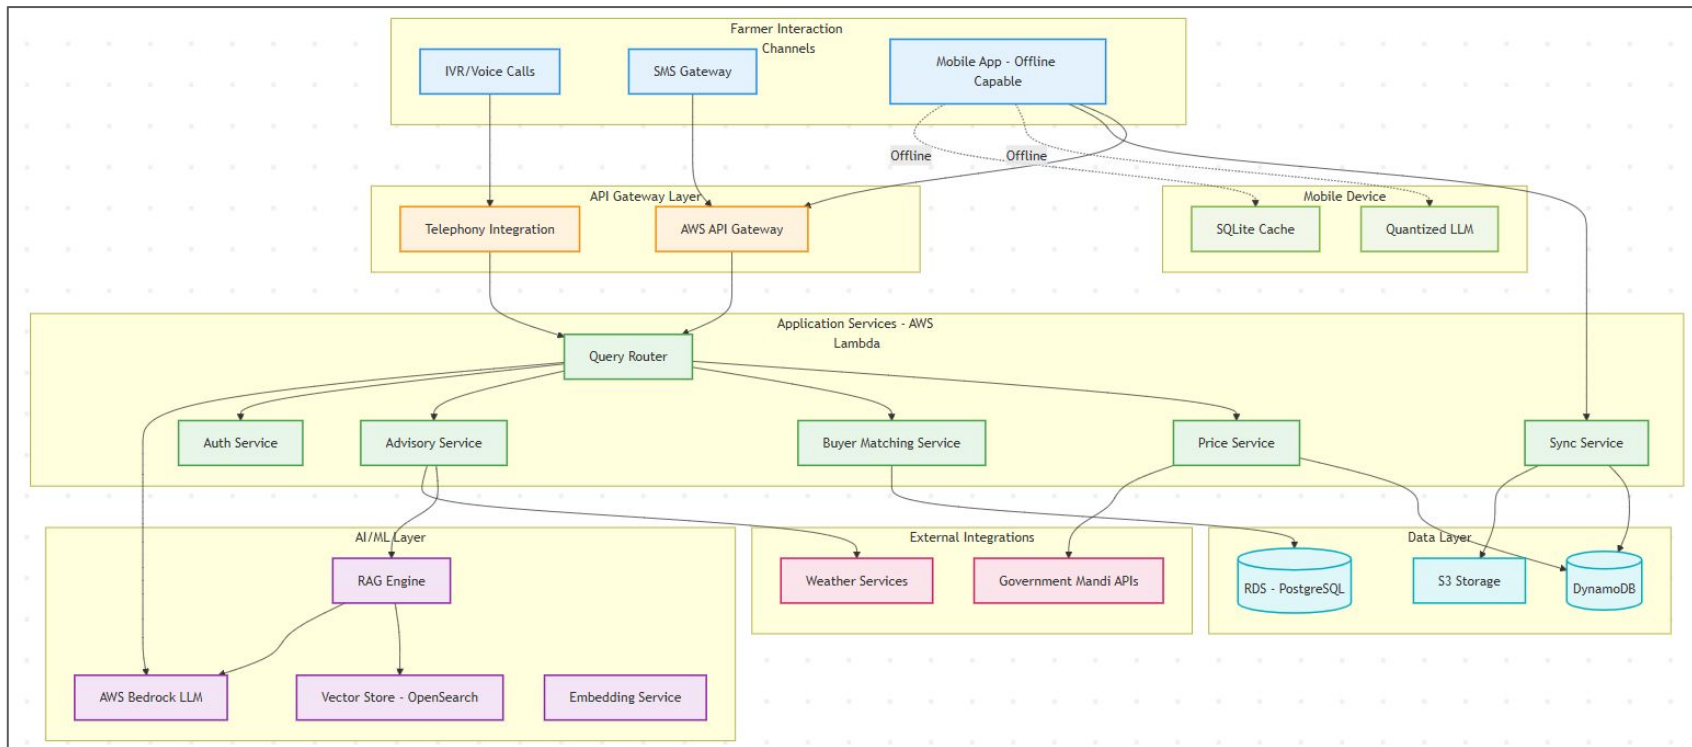 Farmer Interaction
Channels
IVR/Voice Calls
SMS Gateway
Mobile App - Offline
Capable
Offline
Offline
API Gateway Layer
Telephony Integration
AWS API Gateway
Mobile Device
SQLite Cache
Quantized LLM
Application Services - AWS
Lambda
Query Router
Auth Service
Advisory Service
Buyer Matching Service
Price Service
Sync Service
AI/ML Layer
RAG Engine
AWS Bedrock LLM
Vector Store - OpenSearch
Embedding Service
External Integrations
Weather Services
Government Mandi APIs
Data Layer
RDS - PostgreSQL
S3 Storage
DynamoDB